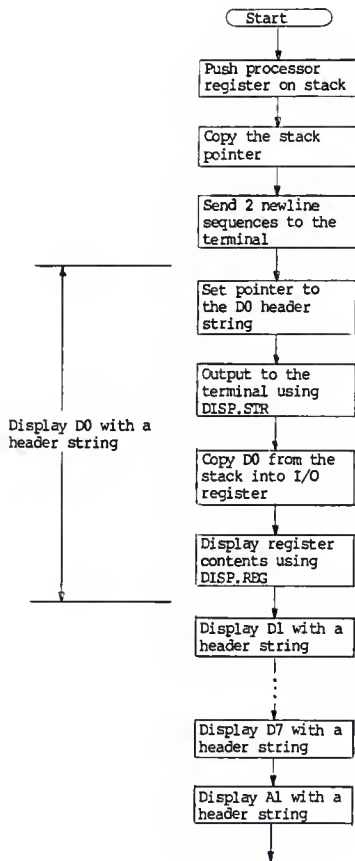 Start
Push processor
register on stack
Copy the stack
pointer
Send 2 newline
sequences to the
terminal
Set pointer to
the D0 header
string
Output to the
terminal using
DISP.STR
Display D0 with a
header string
Copy D0 from the
stack into I/O
register
Display register
contents using
DISP.REG
Display D1 with a
header string
Display D7 with a
header string
Display A1 with a
header string